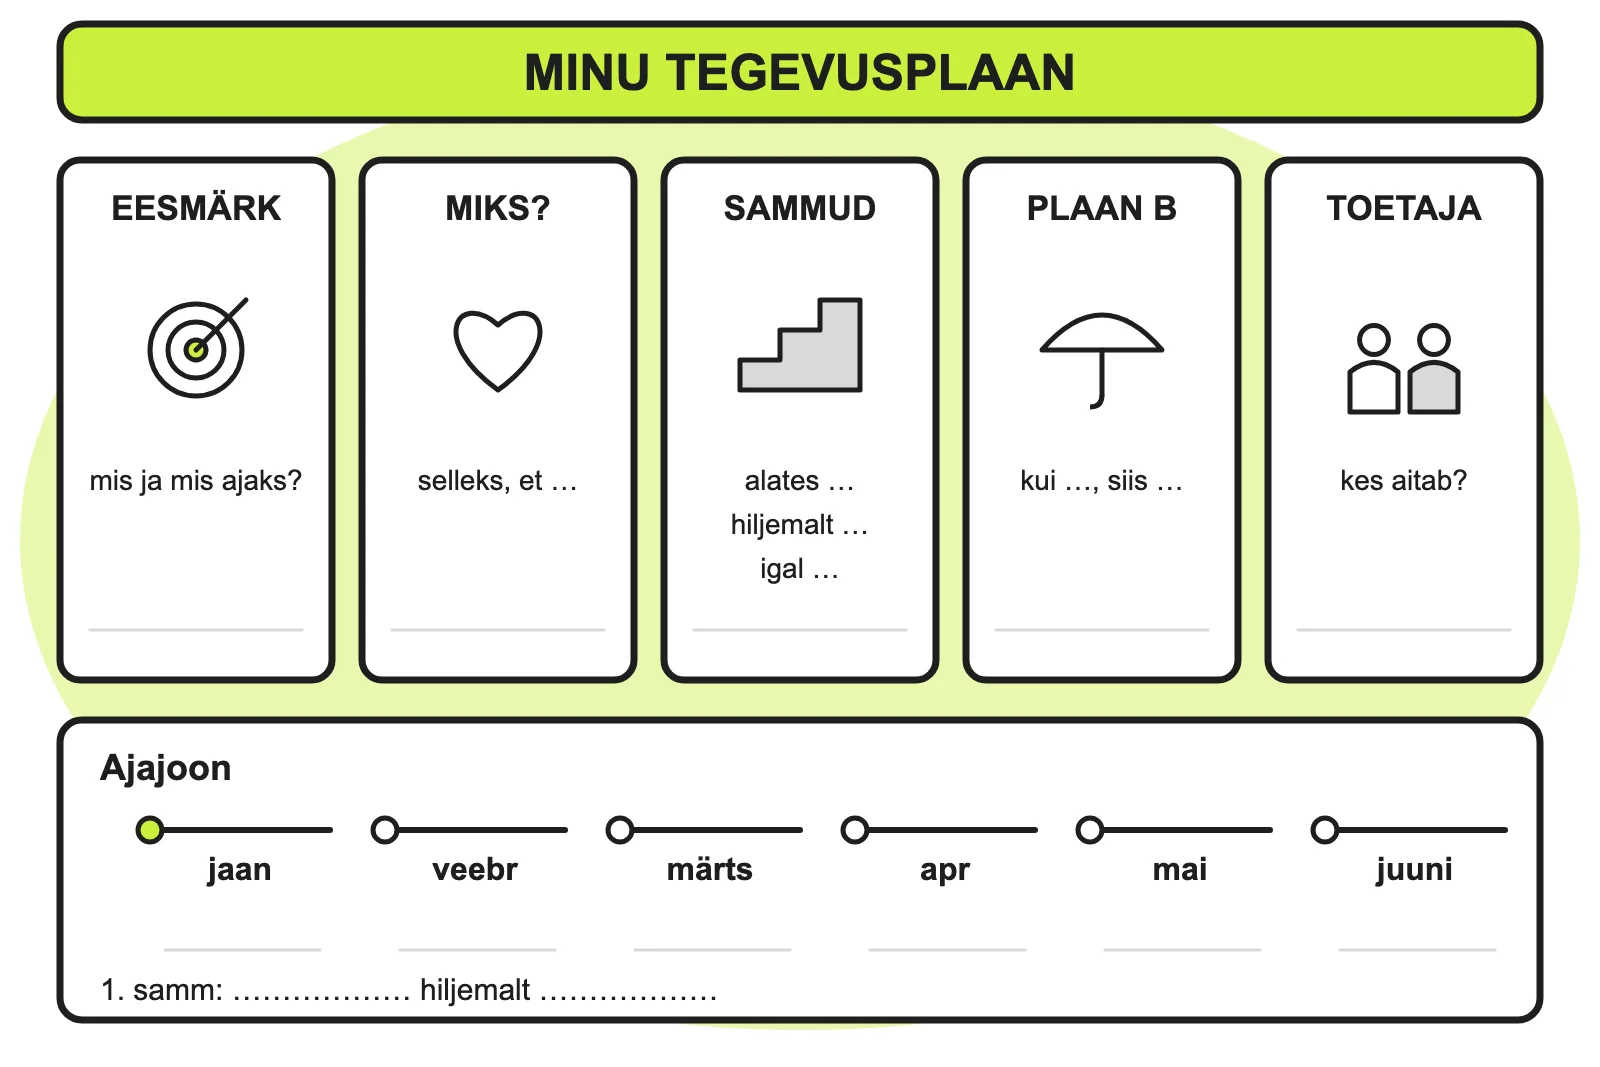 MINU TEGEVUSPLAAN
EESMÄRK
mis ja mis ajaks?
MIKS?
selleks, et …
SAMMUD
alates …
hiljemalt …
igal …
PLAAN B
kui …, siis …
TOETAJA
kes aitab?
Ajajoon
jaan
veebr
märts
apr
mai
juuni
1. samm: ……………… hiljemalt ………………